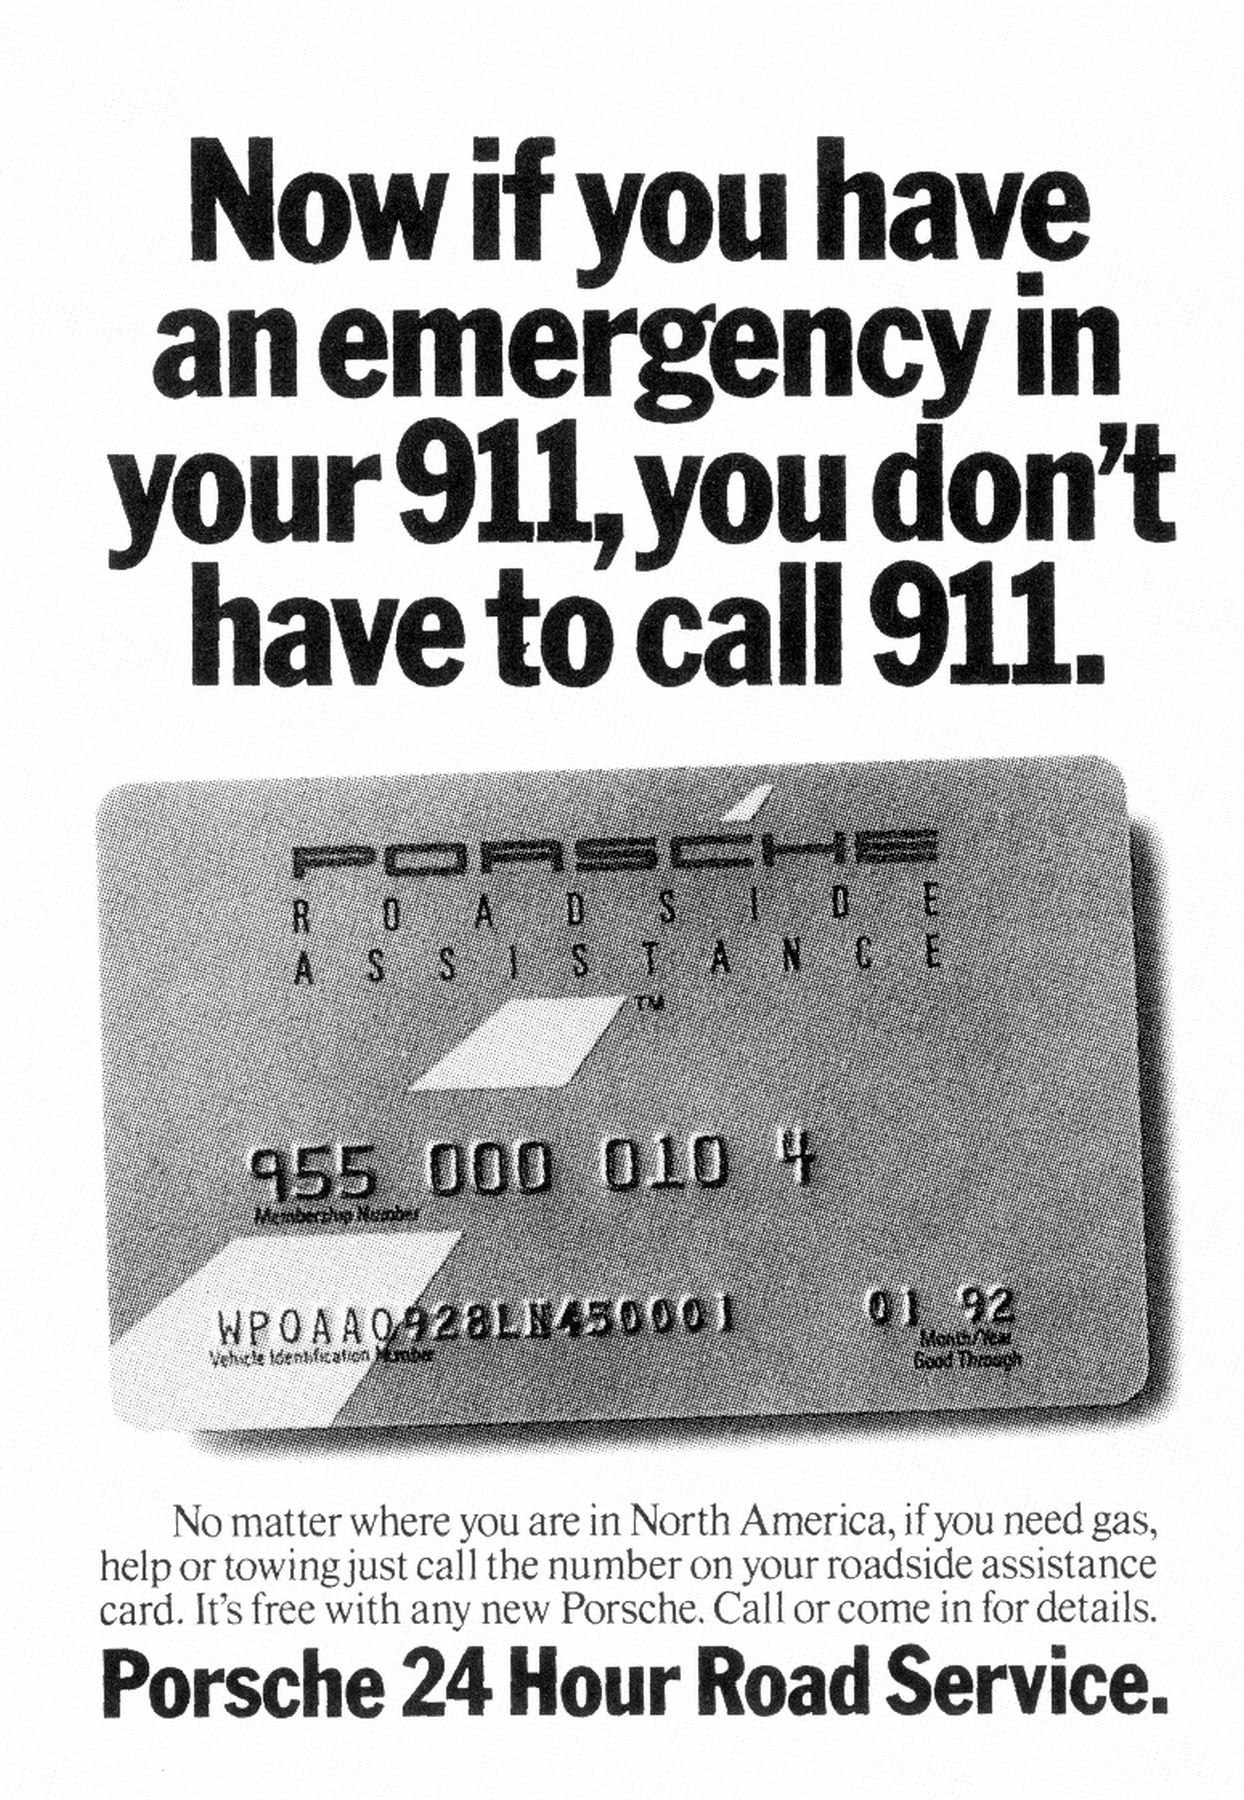 Now if you have
an emergency in
your 911, you don't
have to call 911.
PORSCHE
ROADSIDE
ASSISTANCE
TM
955 000 010 4
Membership Number
WP0AA0928LN450001
Vehicle Identification Number
01 92
Month/Year
Good Through
No matter where you are in North America, if you need gas,
help or towing just call the number on your roadside assistance
card. It's free with any new Porsche. Call or come in for details.
Porsche 24 Hour Road Service.